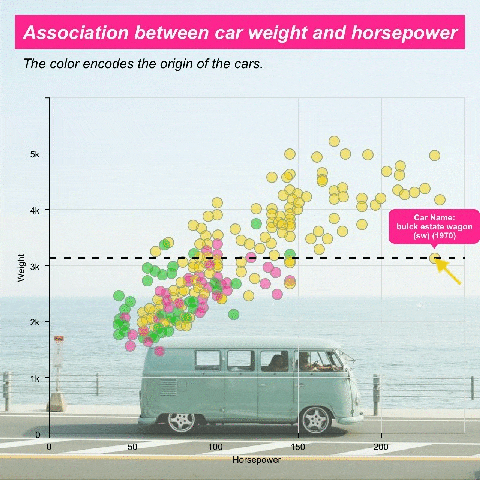 Association between car weight and horsepower
The color encodes the origin of the cars.
5k
4k
Car Name:
buick estate wagon
(sw) (1970)
Weight
3k
2k
1k
0
0
50
100
150
200
Horsepower